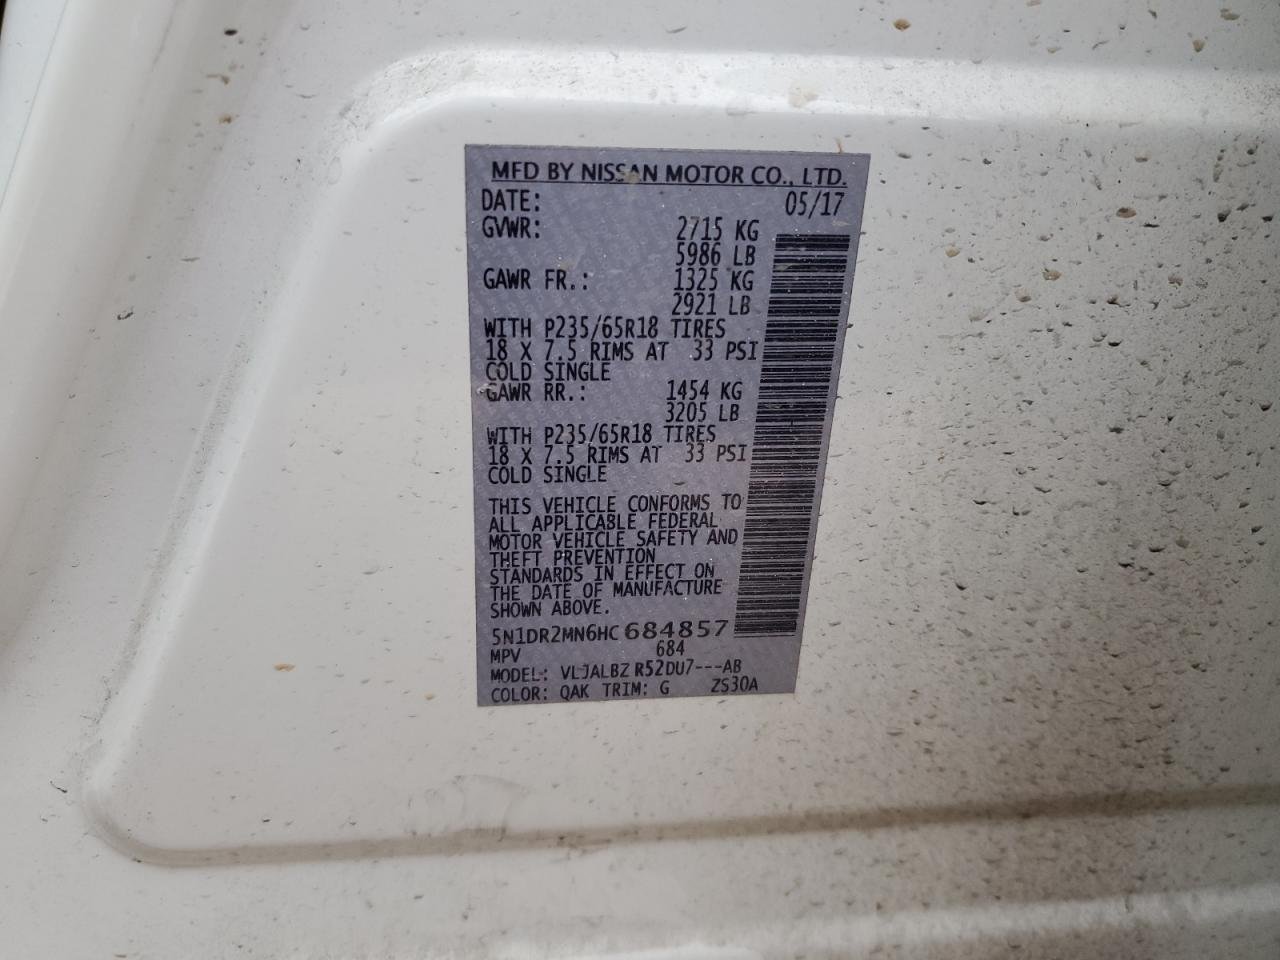 MFD BY NISSAN MOTOR CO., LTD.
DATE: 05/17
GVWR: 2715 KG
5986 LB
GAWR FR.: 1325 KG
2921 LB
WITH P235/65R18 TIRES
18 X 7.5 RIMS AT 33 PSI
COLD SINGLE
GAWR RR.: 1454 KG
3205 LB
WITH P235/65R18 TIRES
18 X 7.5 RIMS AT 33 PSI
COLD SINGLE
THIS VEHICLE CONFORMS TO
ALL APPLICABLE FEDERAL
MOTOR VEHICLE SAFETY AND
THEFT PREVENTION
STANDARDS IN EFFECT ON
THE DATE OF MANUFACTURE
SHOWN ABOVE.
5N1DR2MN6HC684857
MPV 684
MODEL: VLJALBZ R52DU7---AB
COLOR: QAK TRIM: G ZS30A